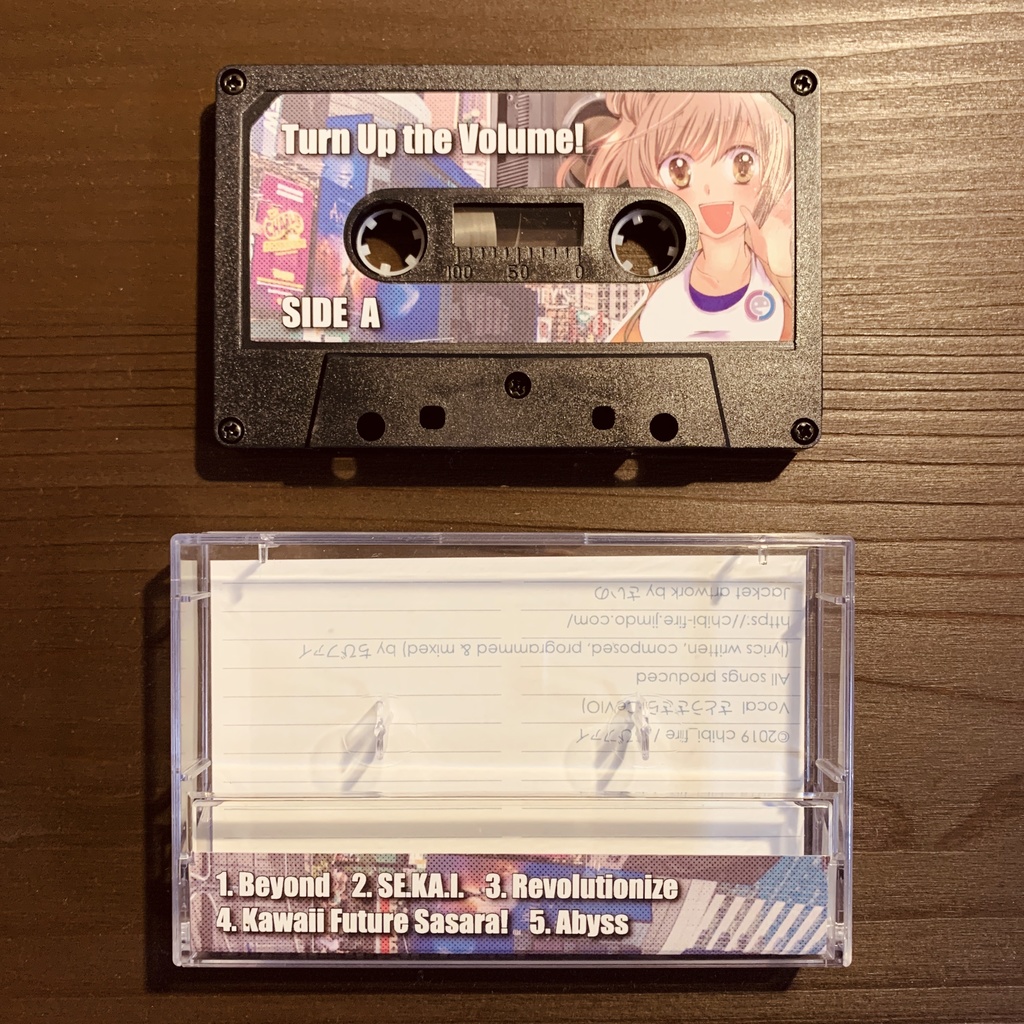 Turn Up the Volume!
100 50 0
SIDE A
©2019 chibi_fire / ちびファイ
Vocal さとうささら (CeVIO)
All songs produced
(lyrics written, composed, programmed & mixed) by ちびファイ
https://chibi-fire.jimdo.com/
Jacket artwork by さいの
1. Beyond 2. SE.KA.I. 3. Revolutionize
4. Kawaii Future Sasara! 5. Abyss